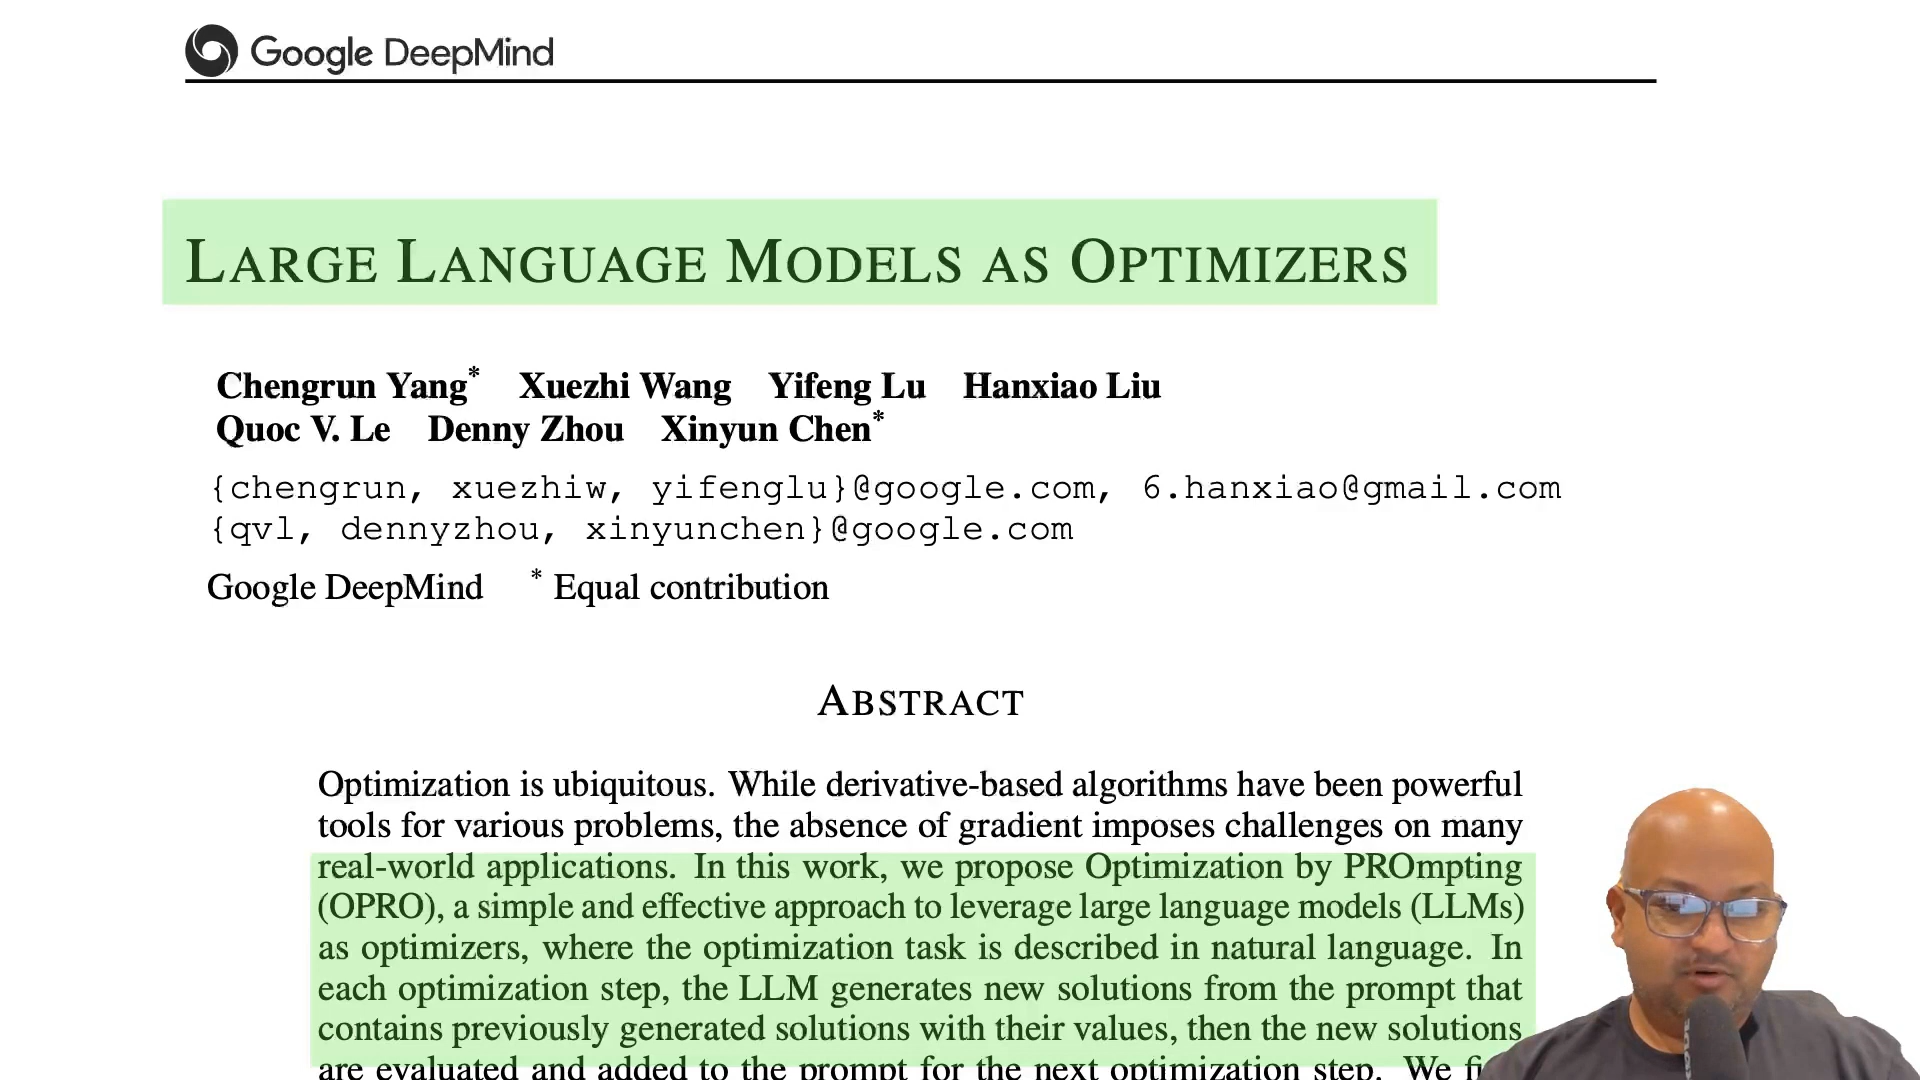 Google DeepMind
LARGE LANGUAGE MODELS AS OPTIMIZERS
Chengrun Yang* Xuezhi Wang Yifeng Lu Hanxiao Liu
Quoc V. Le Denny Zhou Xinyun Chen*
{chengrun, xuezhiw, yifenglu}@google.com, 6.hanxiao@gmail.com
{qvl, dennyzhou, xinyunchen}@google.com
Google DeepMind * Equal contribution
ABSTRACT
Optimization is ubiquitous. While derivative-based algorithms have been powerful
tools for various problems, the absence of gradient imposes challenges on many
real-world applications. In this work, we propose Optimization by PROmpting
(OPRO), a simple and effective approach to leverage large language models (LLMs)
as optimizers, where the optimization task is described in natural language. In
each optimization step, the LLM generates new solutions from the prompt that
contains previously generated solutions with their values, then the new solutions
are evaluated and added to the prompt for the next optimization step. We